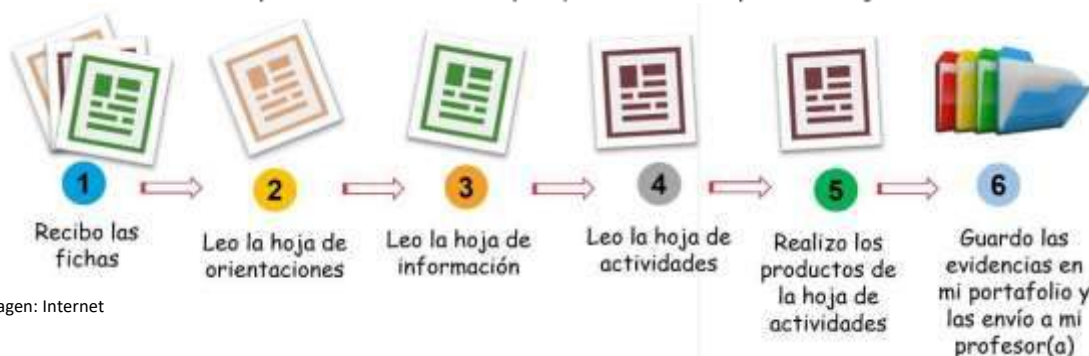 1
Recibo las
fichas
2
Leo la hoja de
orientaciones
3
Leo la hoja de
información
4
Leo la hoja de
actividades
5
Realizo los
productos de
la hoja de
actividades
6
Guardo las
evidencias en
mi portafolio y
las envío a mi
profesor(a)
agen: Internet